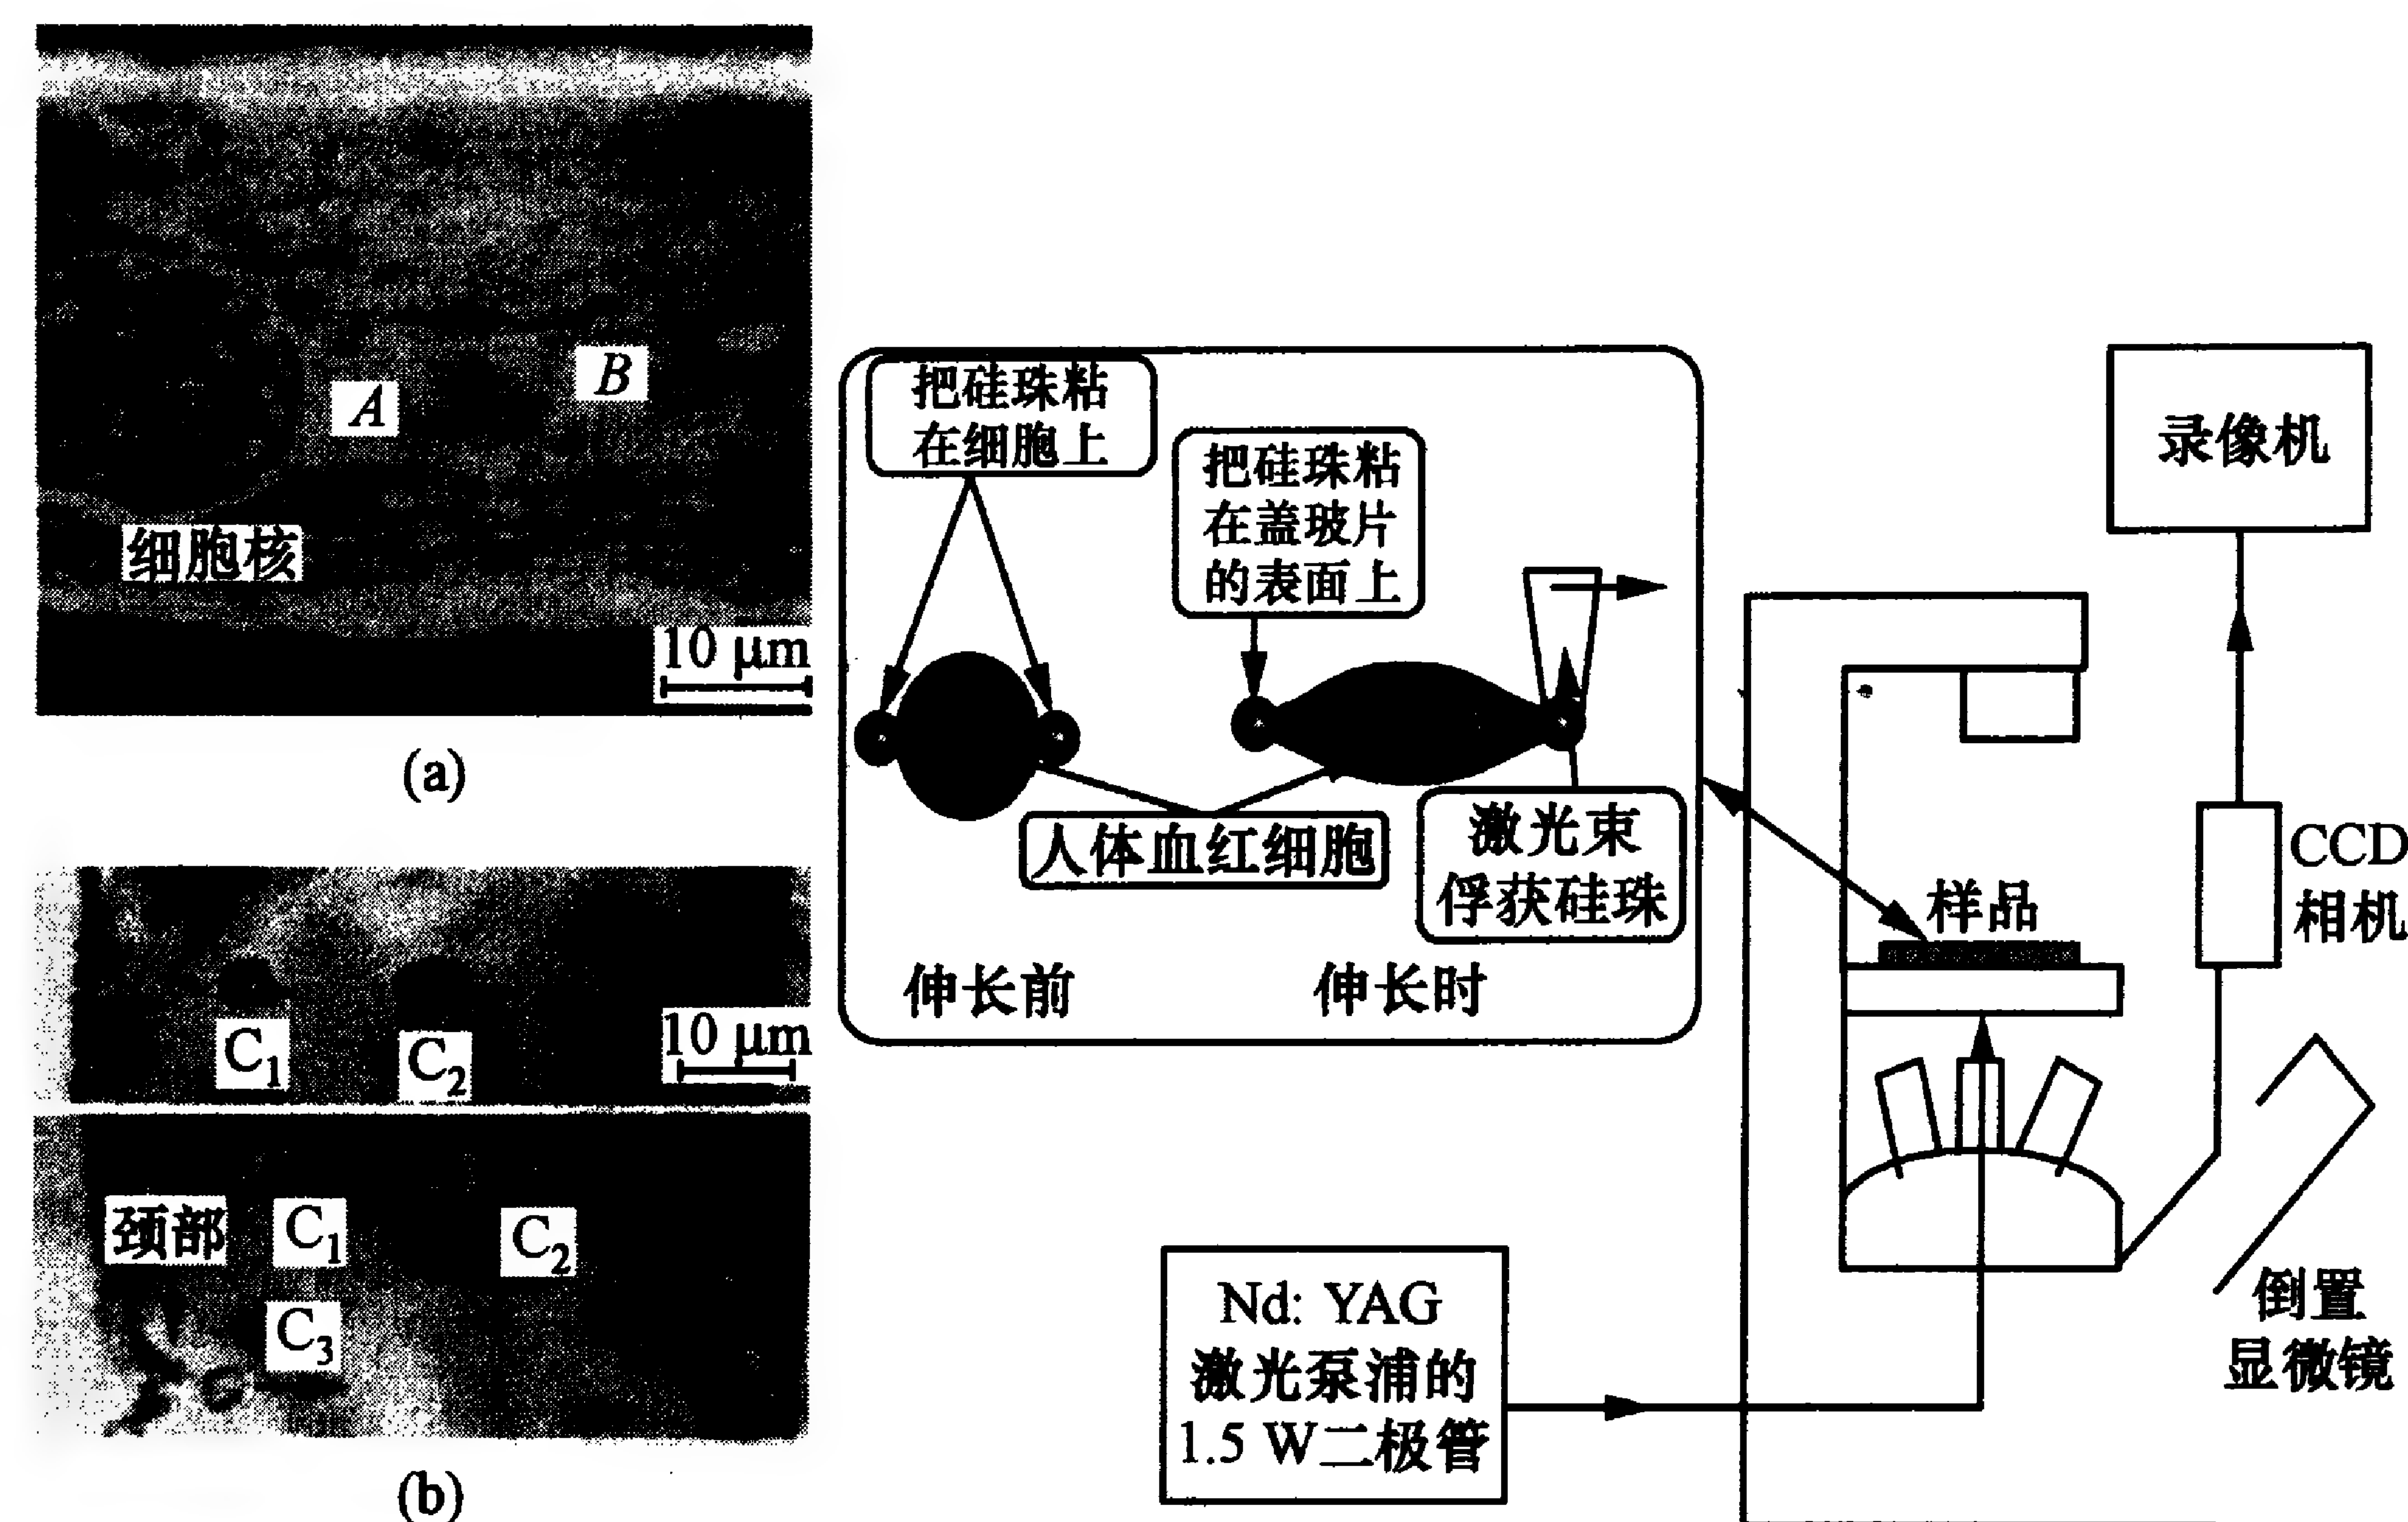 A
B
细胞核
10 μm
(a)
C₁
C₂
10 μm
颈部
C₁
C₂
C₃
(b)
把硅珠粘
在细胞上
把硅珠粘
在盖玻片
的表面上
人体血红细胞
激光束
俘获硅珠
伸长前
伸长时
录像机
CCD
相机
样品
倒置
显微镜
Nd: YAG
激光泵浦的
1.5 W二极管